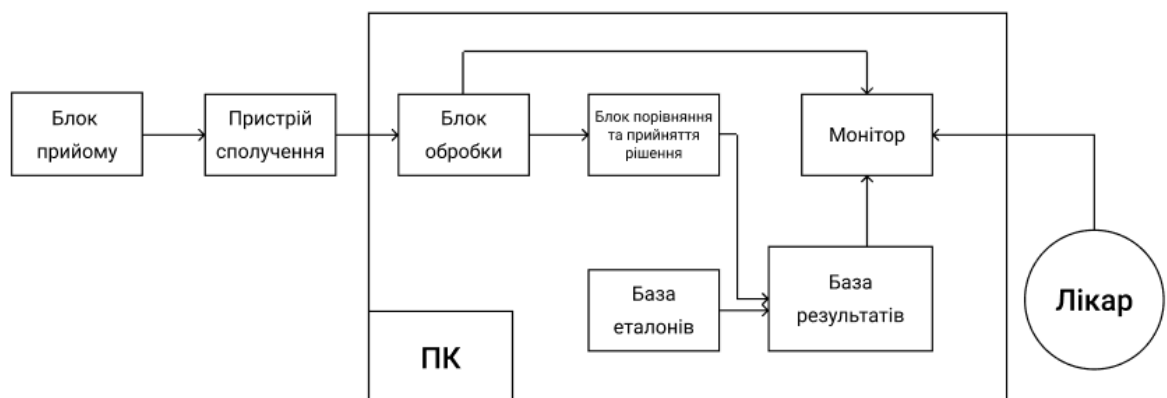 Блок
прийому
Пристрій
сполучення
Блок
обробки
Блок порівняння
та прийняття
рішення
Монітор
База
еталонів
База
результатів
Лікар
ПК